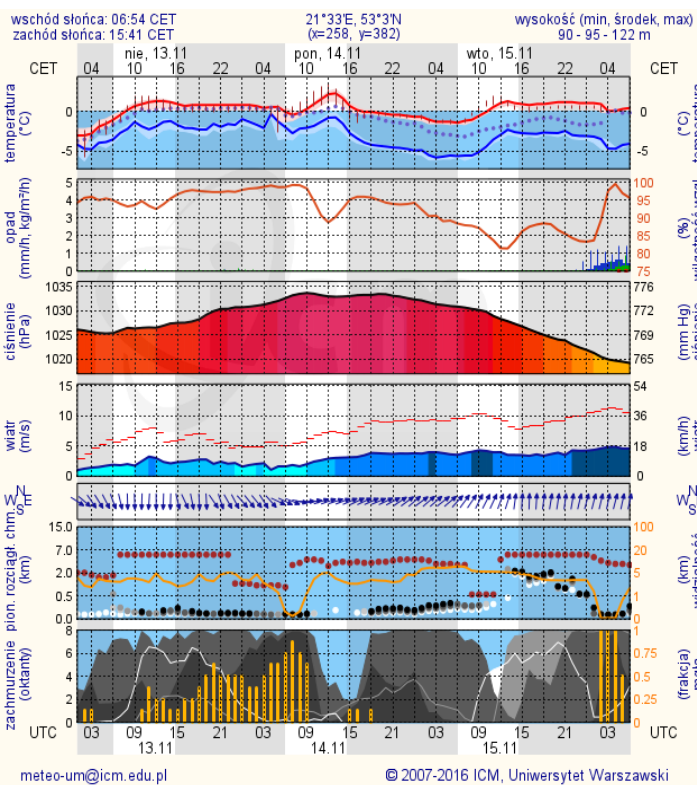 wschód słońca: 06:54 CET 21°33'E, 53°3'N wysokość (min, środek, max)
zachód słońca: 15:41 CET (x=258, y=382) 90 - 95 - 122 m
nie, 13.11 pon, 14.11 wto, 15.11
CET 04 10 16 22 04 10 16 22 04 10 16 22 04 CET
temperatura
(°C)
0
-5
0
-5
(°C)
opad
(mm/h, kg/m²/h)
5
4
3
2
1
0
100
95
90
85
80
75
(%)
ciśnienie
(hPa)
1035
1030
1025
1020
776
772
769
765
(mm Hg)
ciśnienie
wiatr
(m/s)
15
10
5
0
54
36
18
0
(km/h)
N
W E
S
N
W
S
pion. rozciągł. chm.
(km)
15.0
7.0
2.0
0.5
0.0
100
20
5
1
0
(km)
zachmurzenie
(oktanty)
8
6
4
2
0
1
0.75
0.5
0.25
0
(frakcja)
UTC 03 09 15 21 03 09 15 21 03 09 15 21 03 UTC
13.11 14.11 15.11
meteo-um@icm.edu.pl © 2007-2016 ICM, Uniwersytet Warszawski